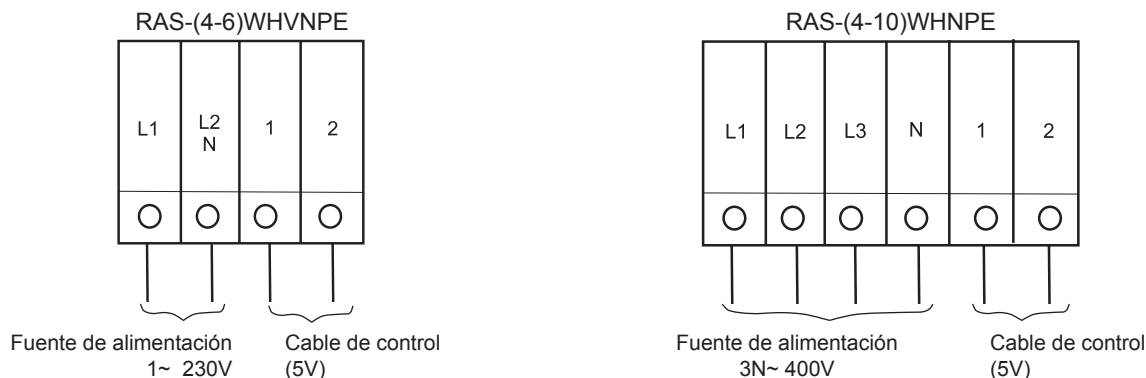 RAS-(4-6)WHVNPE
L1
L2
N
1
2
Fuente de alimentación
1~ 230V
Cable de control
(5V)
RAS-(4-10)WHNPE
L1
L2
L3
N
1
2
Fuente de alimentación
3N~ 400V
Cable de control
(5V)